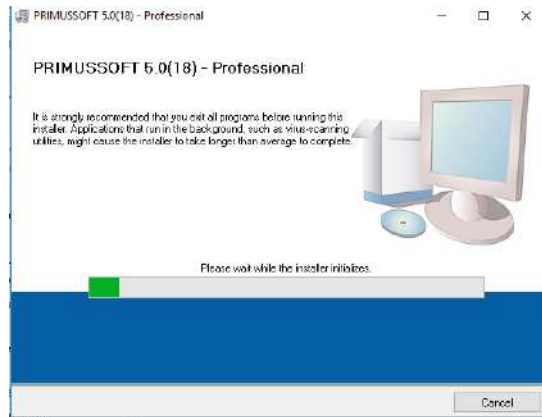 PRIMUSSOFT 5.0(18) - Professional
PRIMUSSOFT 5.0(18) - Professional
It is strongly recommended that you exit all programs before running this
installer. Applications that run in the background, such as virus-scanning
utilities, might cause the installer to take longer than average to complete.
Please wait while the installer initializes.
Cancel